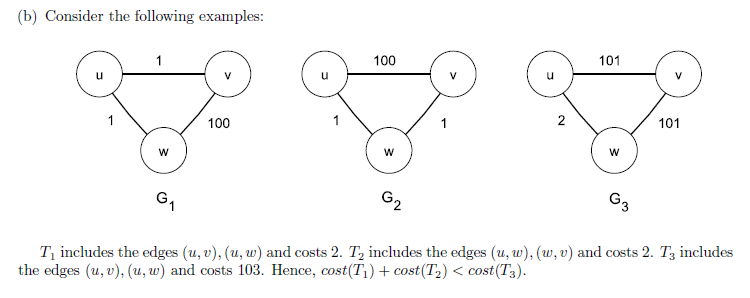 (b) Consider the following examples:
1 100 101
u v u v u v
1 100 1 1 2 101
w w w
G₁ G₂ G₃
T₁ includes the edges (u, v), (u, w) and costs 2. T₂ includes the edges (u, w), (w, v) and costs 2. T₃ includes
the edges (u, v), (u, w) and costs 103. Hence, cost(T₁) + cost(T₂) < cost(T₃).